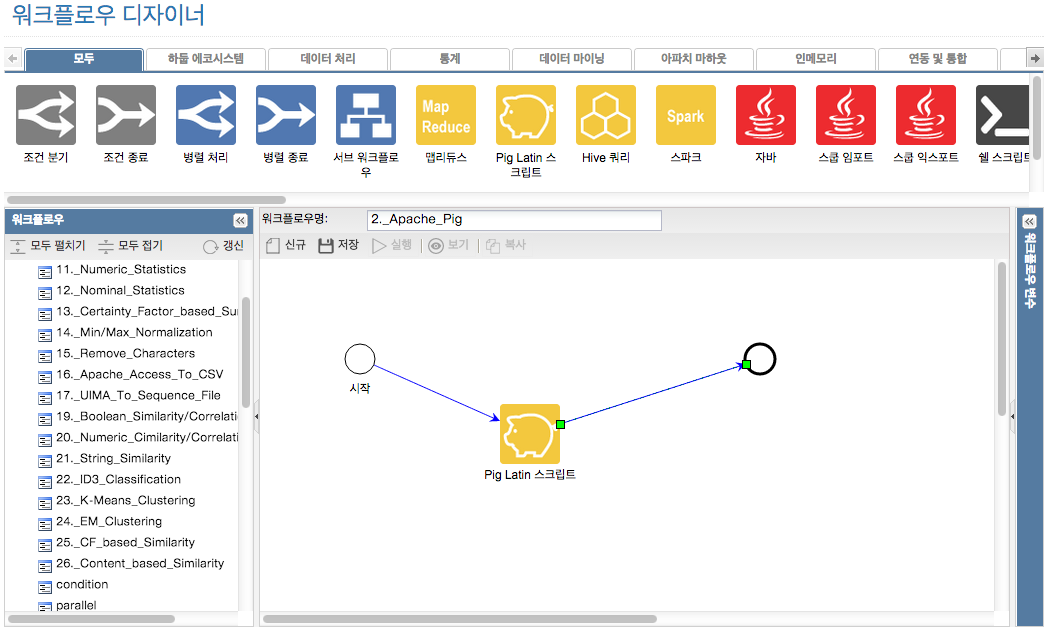 워크플로우 디자이너
모두
하둡 에코시스템
데이터 처리
통계
데이터 마이닝
아파치 마하웃
인메모리
연동 및 통합
Map
Reduce
Spark
조건 분기
조건 종료
병렬 처리
병렬 종료
서브 워크플로
우
맵리듀스
Pig Latin 스
크립트
Hive 쿼리
스파크
자바
스쿱 임포트
스쿱 익스포트
쉘 스크립트
워크플로우
모두 펼치기
모두 접기
갱신
11._Numeric_Statistics
12._Nominal_Statistics
13._Certainty_Factor_based_Su
14._Min/Max_Normalization
15._Remove_Characters
16._Apache_Access_To_CSV
17._UIMA_To_Sequence_File
19._Boolean_Similarity/Correlati
20._Numeric_Cimilarity/Correlati
21._String_Similarity
22._ID3_Classification
23._K-Means_Clustering
24._EM_Clustering
25._CF_based_Similarity
26._Content_based_Similarity
condition
parallel
워크플로우명:
2._Apache_Pig
신규
저장
실행
보기
복사
시작
Pig Latin 스크립트
워크플로우 변수